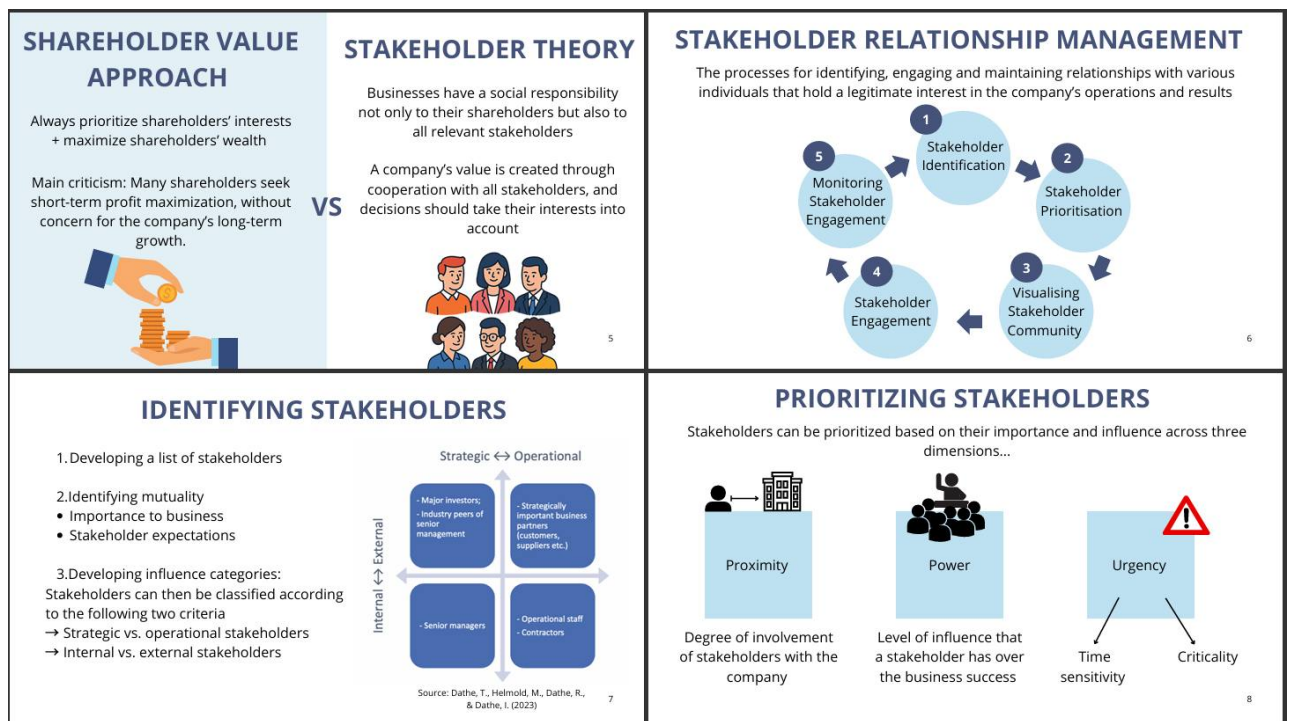 SHAREHOLDER VALUE
APPROACH
Always prioritize shareholders’ interests
+ maximize shareholders’ wealth
Main criticism: Many shareholders seek
short-term profit maximization, without
concern for the company’s long-term
growth.
VS
STAKEHOLDER THEORY
Businesses have a social responsibility
not only to their shareholders but also to
all relevant stakeholders
A company’s value is created through
cooperation with all stakeholders, and
decisions should take their interests into
account
$
5
STAKEHOLDER RELATIONSHIP MANAGEMENT
The processes for identifying, engaging and maintaining relationships with various
individuals that hold a legitimate interest in the company’s operations and results
1
Stakeholder
Identification
2
Stakeholder
Prioritisation
3
Visualising
Stakeholder
Community
4
Stakeholder
Engagement
5
Monitoring
Stakeholder
Engagement
6
IDENTIFYING STAKEHOLDERS
1.Developing a list of stakeholders
2.Identifying mutuality
• Importance to business
• Stakeholder expectations
3.Developing influence categories:
Stakeholders can then be classified according
to the following two criteria
→ Strategic vs. operational stakeholders
→ Internal vs. external stakeholders
Strategic ↔ Operational
Internal ↔ External
- Major investors;
- Industry peers of
senior
management
- Strategically
important business
partners
(customers,
suppliers etc.)
- Senior managers
- Operational staff
- Contractors
Source: Dathe, T., Helmold, M., Dathe, R.,
& Dathe, I. (2023)
7
PRIORITIZING STAKEHOLDERS
Stakeholders can be prioritized based on their importance and influence across three
dimensions...
Proximity
Degree of involvement
of stakeholders with the
company
Power
Level of influence that
a stakeholder has over
the business success
!
Urgency
Time
sensitivity
Criticality
8